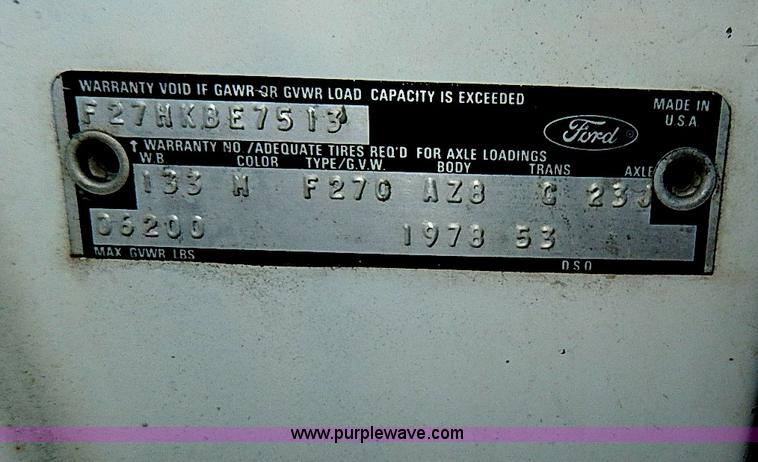 WARRANTY VOID IF GAWR OR GVWR LOAD CAPACITY IS EXCEEDED
MADE IN
U.S.A.
F27HKBE7513
Ford
↑ WARRANTY NO./ADEQUATE TIRES REQ'D FOR AXLE LOADINGS
W.B. COLOR TYPE/G.V.W. BODY TRANS AXLE
133 M F270 AZ8 G
06200 1978 53
MAX GVWR LBS D S O
www.purplewave.com